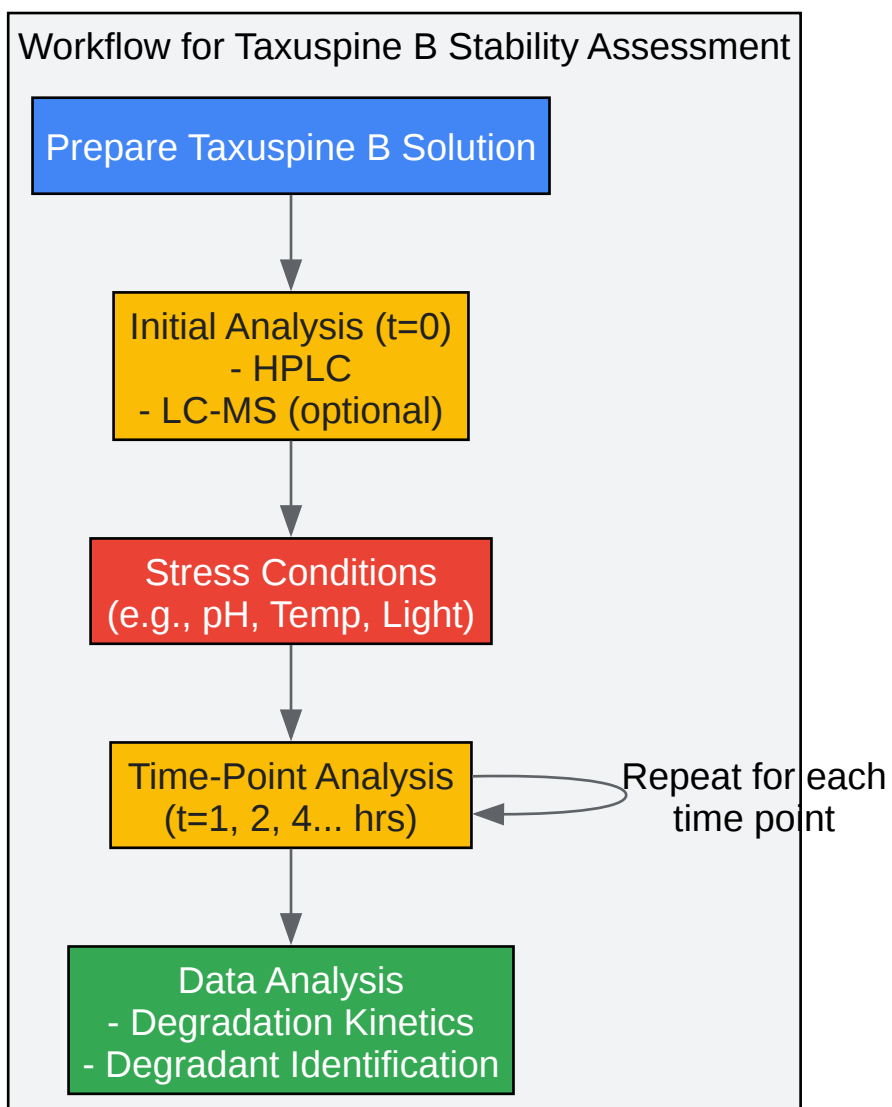 Workflow for Taxuspine B Stability Assessment
Prepare Taxuspine B Solution
Initial Analysis (t=0)
- HPLC
- LC-MS (optional)
Stress Conditions
(e.g., pH, Temp, Light)
Time-Point Analysis
(t=1, 2, 4... hrs)
Repeat for each
time point
Data Analysis
- Degradation Kinetics
- Degradant Identification